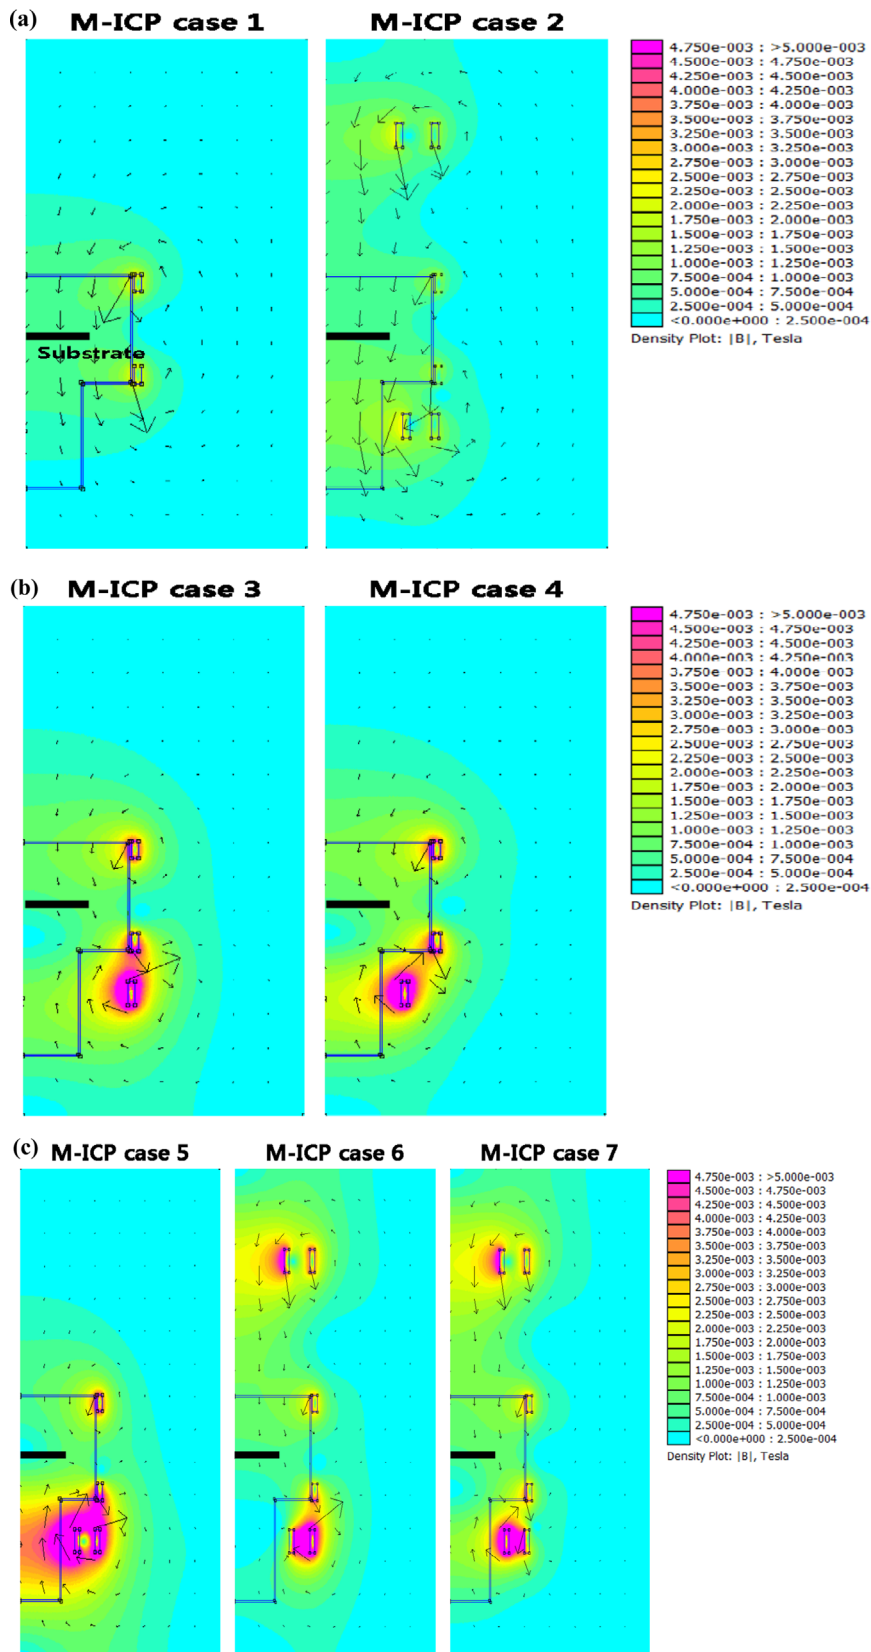 (a)
M-ICP case 1
M-ICP case 2
Substrate
4.750e-003 : >5.000e-003
4.500e-003 : 4.750e-003
4.250e-003 : 4.500e-003
4.000e-003 : 4.250e-003
3.750e-003 : 4.000e-003
3.500e-003 : 3.750e-003
3.250e-003 : 3.500e-003
3.000e-003 : 3.250e-003
2.750e-003 : 3.000e-003
2.500e-003 : 2.750e-003
2.250e-003 : 2.500e-003
2.000e-003 : 2.250e-003
1.750e-003 : 2.000e-003
1.500e-003 : 1.750e-003
1.250e-003 : 1.500e-003
1.000e-003 : 1.250e-003
7.500e-004 : 1.000e-003
5.000e-004 : 7.500e-004
2.500e-004 : 5.000e-004
<0.000e+000 : 2.500e-004
Density Plot: |B|, Tesla
(b)
M-ICP case 3
M-ICP case 4
4.750e-003 : >5.000e-003
4.500e-003 : 4.750e-003
4.250e-003 : 4.500e-003
4.000e-003 : 4.250e-003
3.750e-003 : 4.000e-003
3.500e-003 : 3.750e-003
3.250e-003 : 3.500e-003
3.000e-003 : 3.250e-003
2.750e-003 : 3.000e-003
2.500e-003 : 2.750e-003
2.250e-003 : 2.500e-003
2.000e-003 : 2.250e-003
1.750e-003 : 2.000e-003
1.500e-003 : 1.750e-003
1.250e-003 : 1.500e-003
1.000e-003 : 1.250e-003
7.500e-004 : 1.000e-003
5.000e-004 : 7.500e-004
2.500e-004 : 5.000e-004
<0.000e+000 : 2.500e-004
Density Plot: |B|, Tesla
(c)
M-ICP case 5
M-ICP case 6
M-ICP case 7
4.750e-003 : >5.000e-003
4.500e-003 : 4.750e-003
4.250e-003 : 4.500e-003
4.000e-003 : 4.250e-003
3.750e-003 : 4.000e-003
3.500e-003 : 3.750e-003
3.250e-003 : 3.500e-003
3.000e-003 : 3.250e-003
2.750e-003 : 3.000e-003
2.500e-003 : 2.750e-003
2.250e-003 : 2.500e-003
2.000e-003 : 2.250e-003
1.750e-003 : 2.000e-003
1.500e-003 : 1.750e-003
1.250e-003 : 1.500e-003
1.000e-003 : 1.250e-003
7.500e-004 : 1.000e-003
5.000e-004 : 7.500e-004
2.500e-004 : 5.000e-004
<0.000e+000 : 2.500e-004
Density Plot: |B|, Tesla